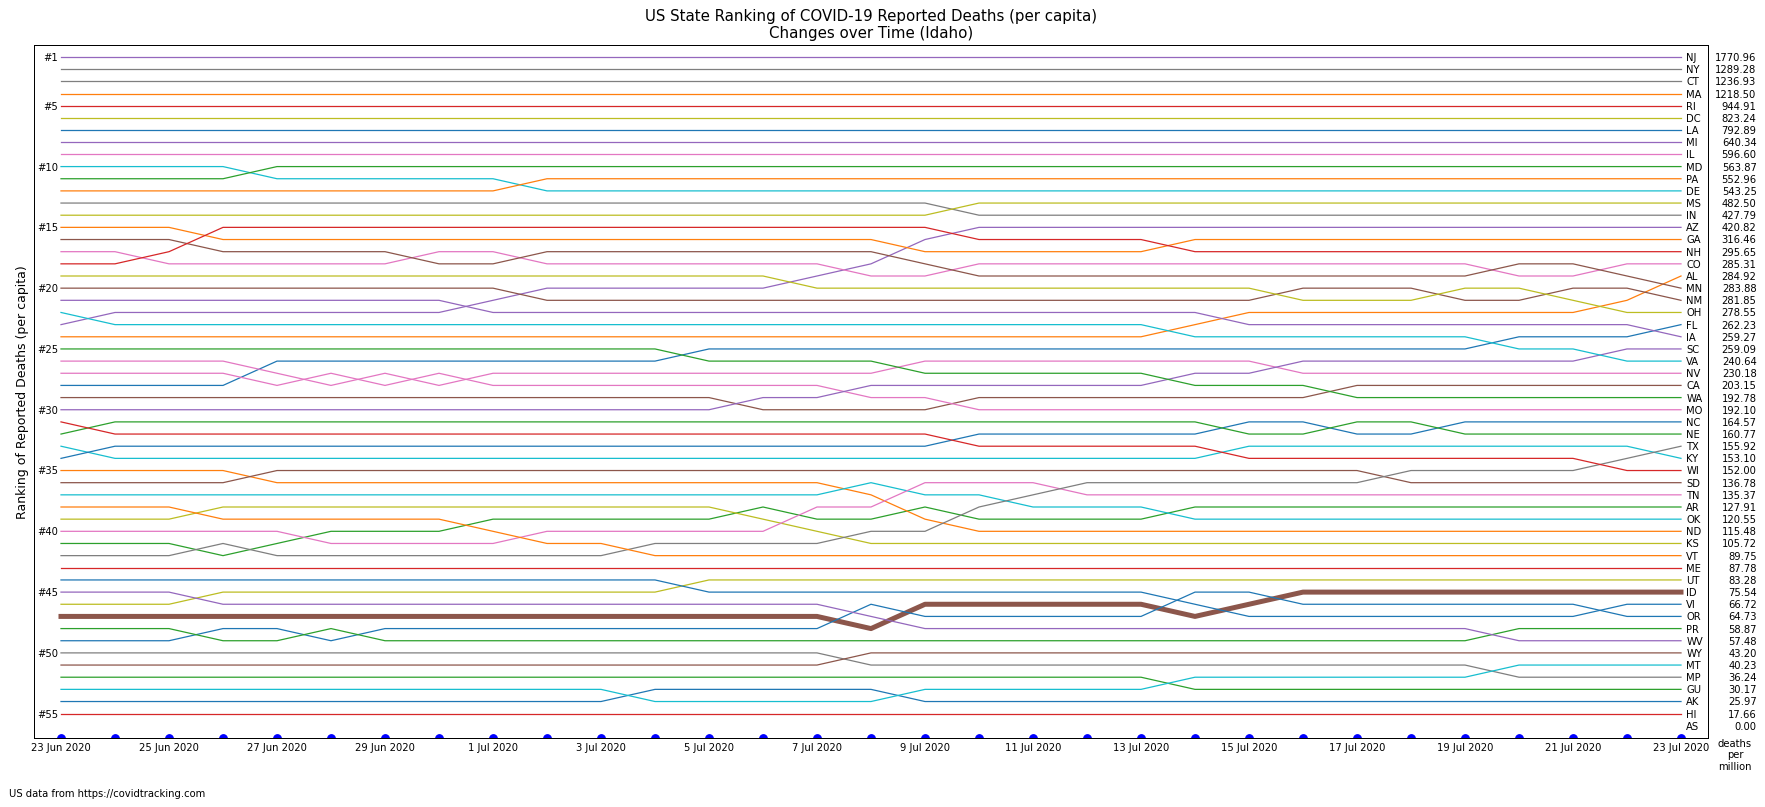 US State Ranking of COVID-19 Reported Deaths (per capita)
Changes over Time (Idaho)
Ranking of Reported Deaths (per capita)
#1
#5
#10
#15
#20
#25
#30
#35
#40
#45
#50
#55
NJ 1770.96
NY 1289.28
CT 1236.93
MA 1218.50
RI 944.91
DC 823.24
LA 792.89
MI 640.34
IL 596.60
MD 563.87
PA 552.96
DE 543.25
MS 482.50
IN 427.79
AZ 420.82
GA 316.46
NH 295.65
CO 285.31
AL 284.92
MN 283.88
NM 281.85
OH 278.55
FL 262.23
IA 259.27
SC 259.09
VA 240.64
NV 230.18
CA 203.15
WA 192.78
MO 192.10
NC 164.57
NE 160.77
TX 155.92
KY 153.10
WI 152.00
SD 136.78
TN 135.37
AR 127.91
OK 120.55
ND 115.48
KS 105.72
VT 89.75
ME 87.78
UT 83.28
ID 75.54
VI 66.72
OR 64.73
PR 58.87
WV 57.48
WY 43.20
MT 40.23
MP 36.24
GU 30.17
AK 25.97
HI 17.66
AS 0.00
23 Jun 2020 25 Jun 2020 27 Jun 2020 29 Jun 2020 1 Jul 2020 3 Jul 2020 5 Jul 2020 7 Jul 2020 9 Jul 2020 11 Jul 2020 13 Jul 2020 15 Jul 2020 17 Jul 2020 19 Jul 2020 21 Jul 2020 23 Jul 2020
deaths
per
million
US data from https://covidtracking.com